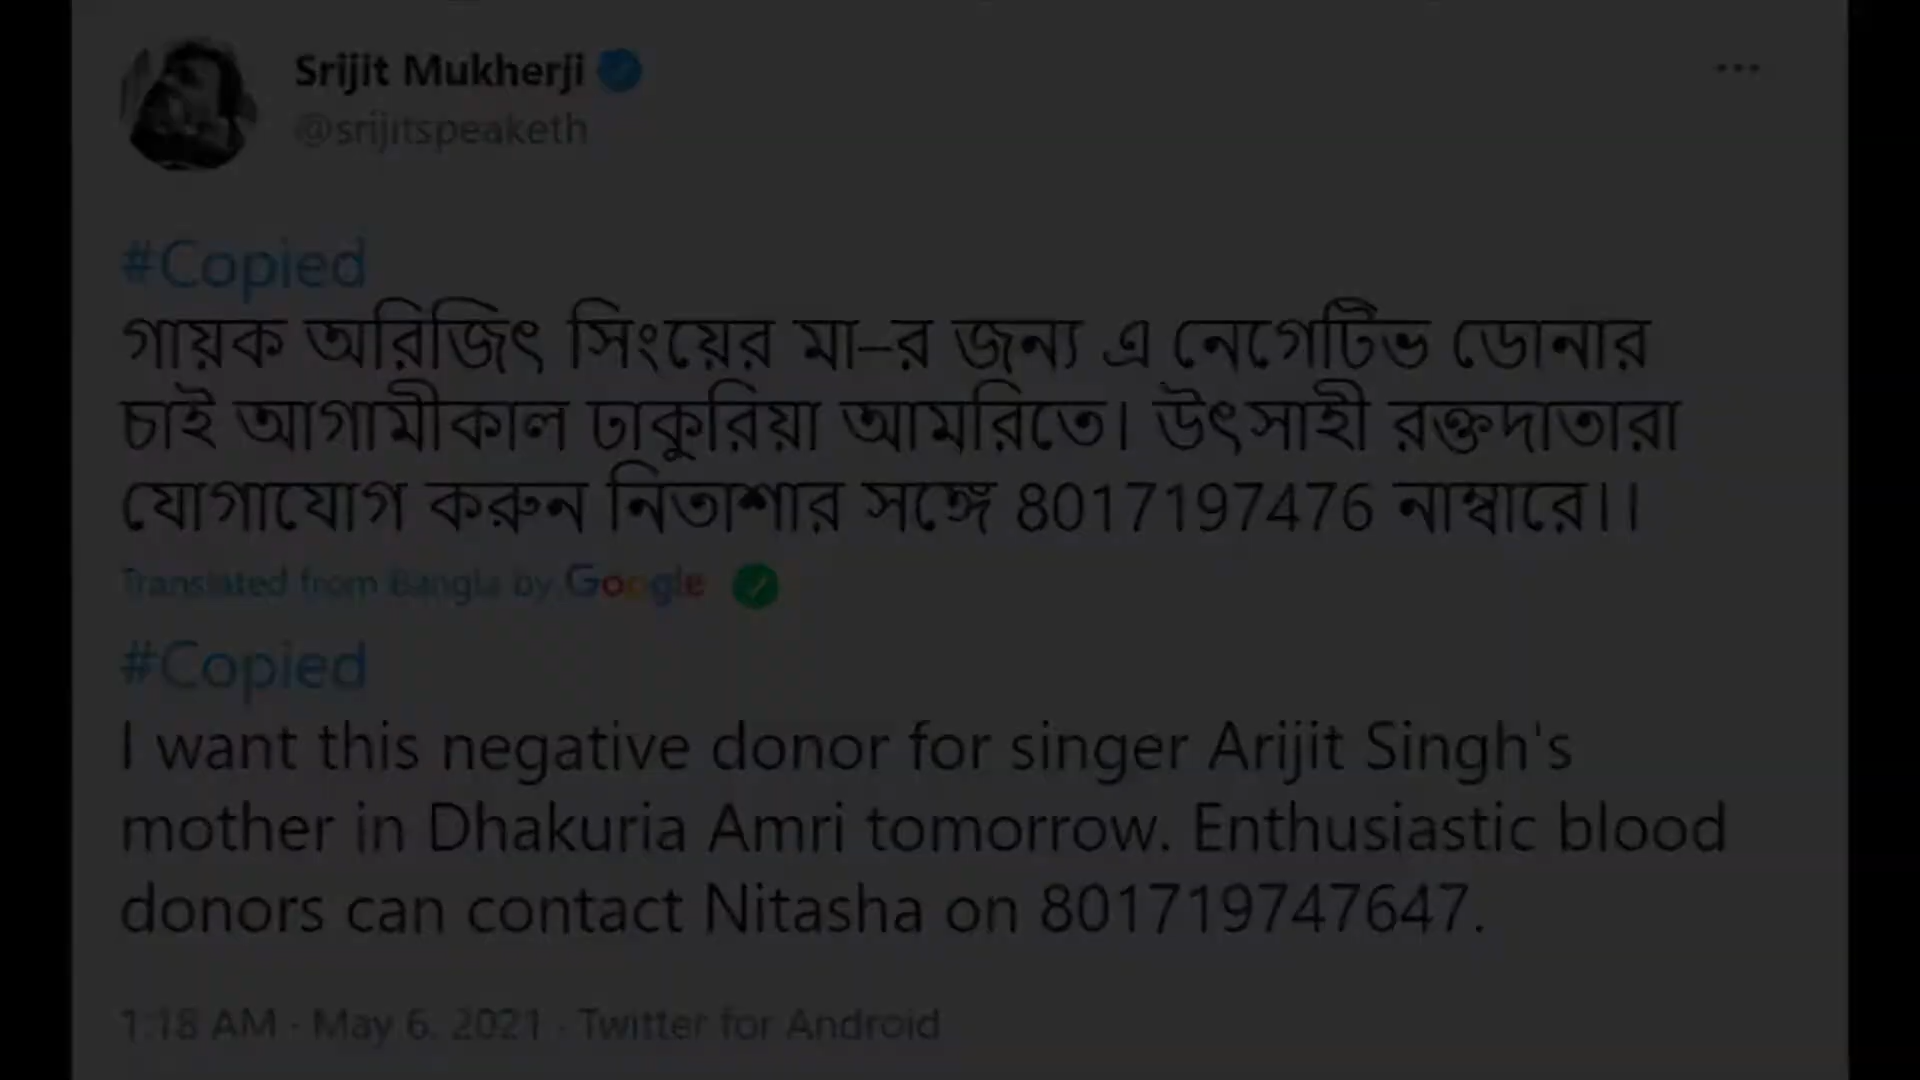 Srijit Mukherji
@srijitspeaketh
#Copied
গায়ক অরিজিৎ সিংয়ের মা-র জন্য এ নেগেটিভ ডোনার
চাই আগামীকাল ঢাকুরিয়া আমরিতে। উৎসাহী রক্তদাতারা
যোগাযোগ করুন নিতাশার সঙ্গে 8017197476 নাম্বারে।।
Translated from Bangla by Google
#Copied
I want this negative donor for singer Arijit Singh's
mother in Dhakuria Amri tomorrow. Enthusiastic blood
donors can contact Nitasha on 801719747647.
1:18 AM · May 6, 2021 · Twitter for Android